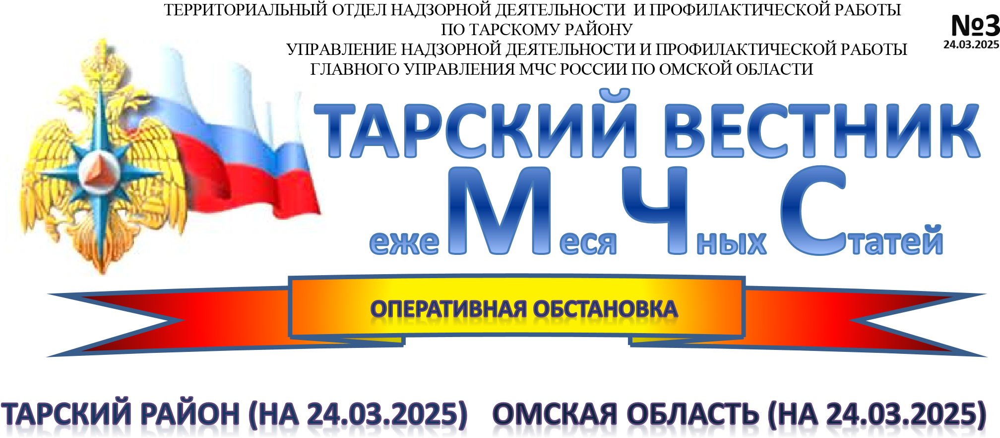 ТЕРРИТОРИАЛЬНЫЙ ОТДЕЛ НАДЗОРНОЙ ДЕЯТЕЛЬНОСТИ И ПРОФИЛАКТИЧЕСКОЙ РАБОТЫ
ПО ТАРСКОМУ РАЙОНУ
УПРАВЛЕНИЕ НАДЗОРНОЙ ДЕЯТЕЛЬНОСТИ И ПРОФИЛАКТИЧЕСКОЙ РАБОТЫ
ГЛАВНОГО УПРАВЛЕНИЯ МЧС РОССИИ ПО ОМСКОЙ ОБЛАСТИ
№3
24.03.2025
ТАРСКИЙ ВЕСТНИК
ежеМесяЧных Статей
ОПЕРАТИВНАЯ ОБСТАНОВКА
ТАРСКИЙ РАЙОН (НА 24.03.2025) ОМСКАЯ ОБЛАСТЬ (НА 24.03.2025)